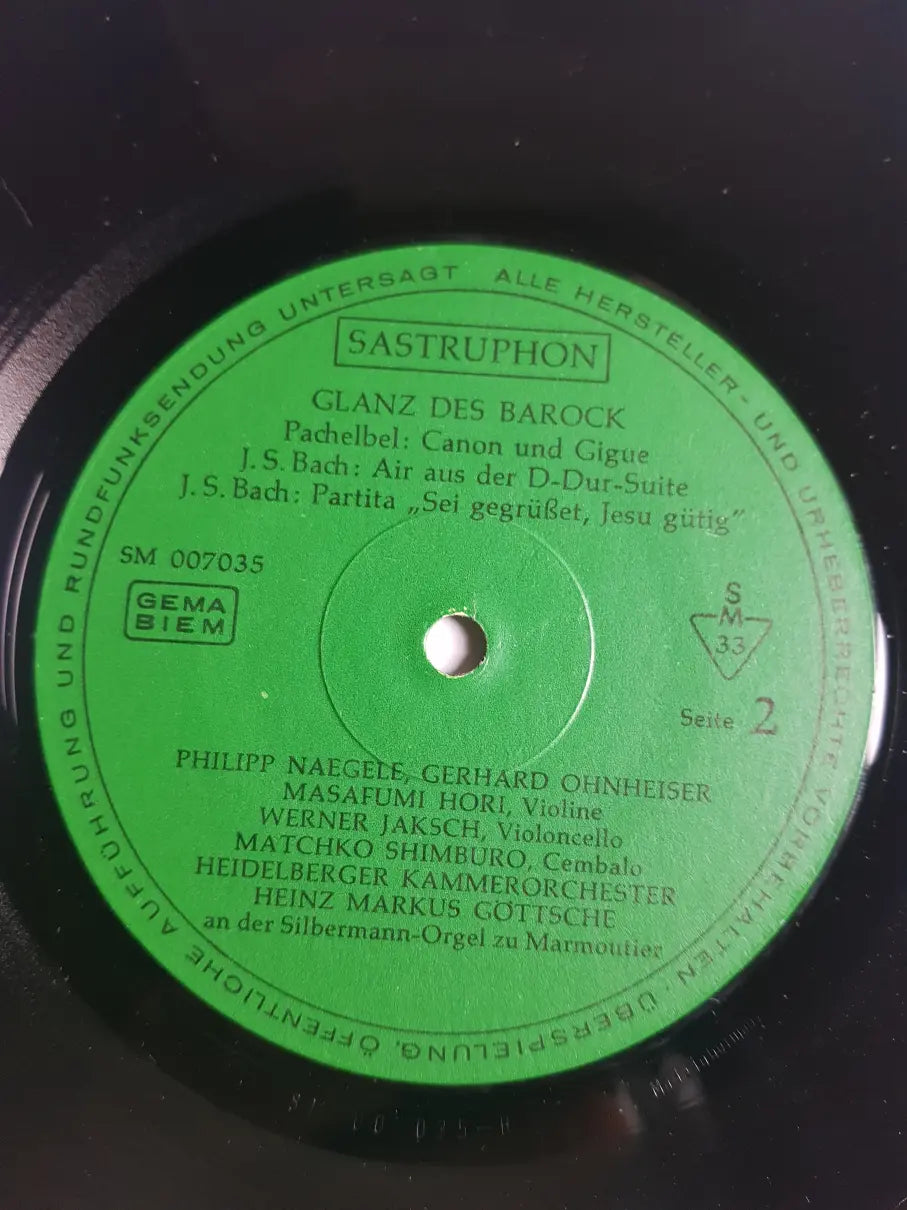 ALLE HERSTELLER- UND URHEBERRECHTE VORBEHALTEN · ÜBERSPIELUNG, ÖFFENTLICHE AUFFÜHRUNG UND RUNDFUNKSENDUNG UNTERSAGT
SASTRUPHON
GLANZ DES BAROCK
Pachelbel: Canon und Gigue
J. S. Bach: Air aus der D-Dur-Suite
J. S. Bach: Partita „Sei gegrüßet, Jesu gütig”
SM 007035
GEMA
BIEM
S
M
33
Seite 2
PHILIPP NAEGELE, GERHARD OHNHEISER
MASAFUMI HORI, Violine
WERNER JAKSCH, Violoncello
MATCHKO SHIMBURO, Cembalo
HEIDELBERGER KAMMERORCHESTER
HEINZ MARKUS GÖTTSCHE
an der Silbermann-Orgel zu Marmoutier